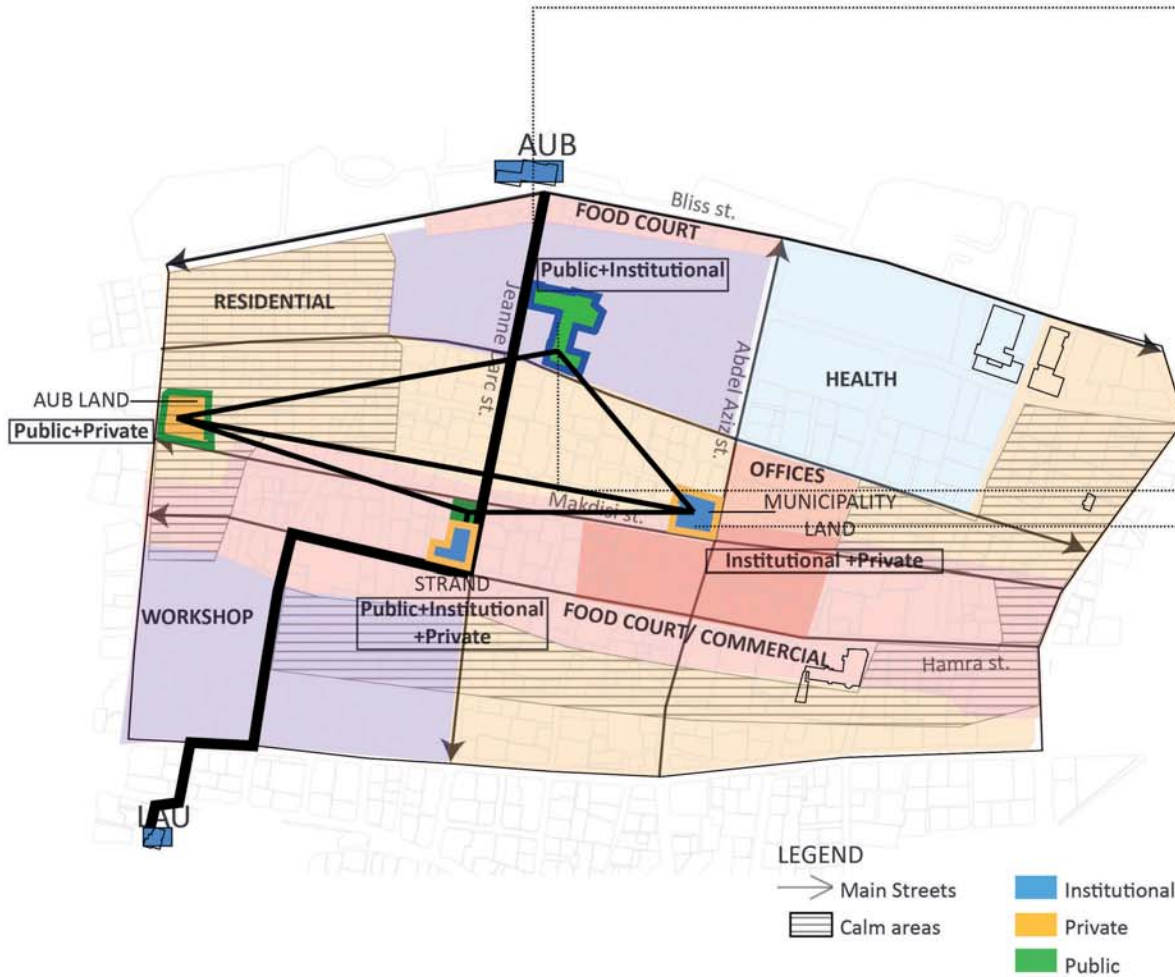 AUB
Bliss st.
FOOD COURT
Public+Institutional
RESIDENTIAL
Jeanne Darc st.
Abdel Aziz st.
HEALTH
AUB LAND
Public+Private
OFFICES
Makdisi st.
MUNICIPALITY
LAND
Institutional +Private
STRAND
Public+Institutional
+Private
WORKSHOP
FOOD COURT/ COMMERCIAL
Hamra st.
LAU
LEGEND
Main Streets
Calm areas
Institutional
Private
Public